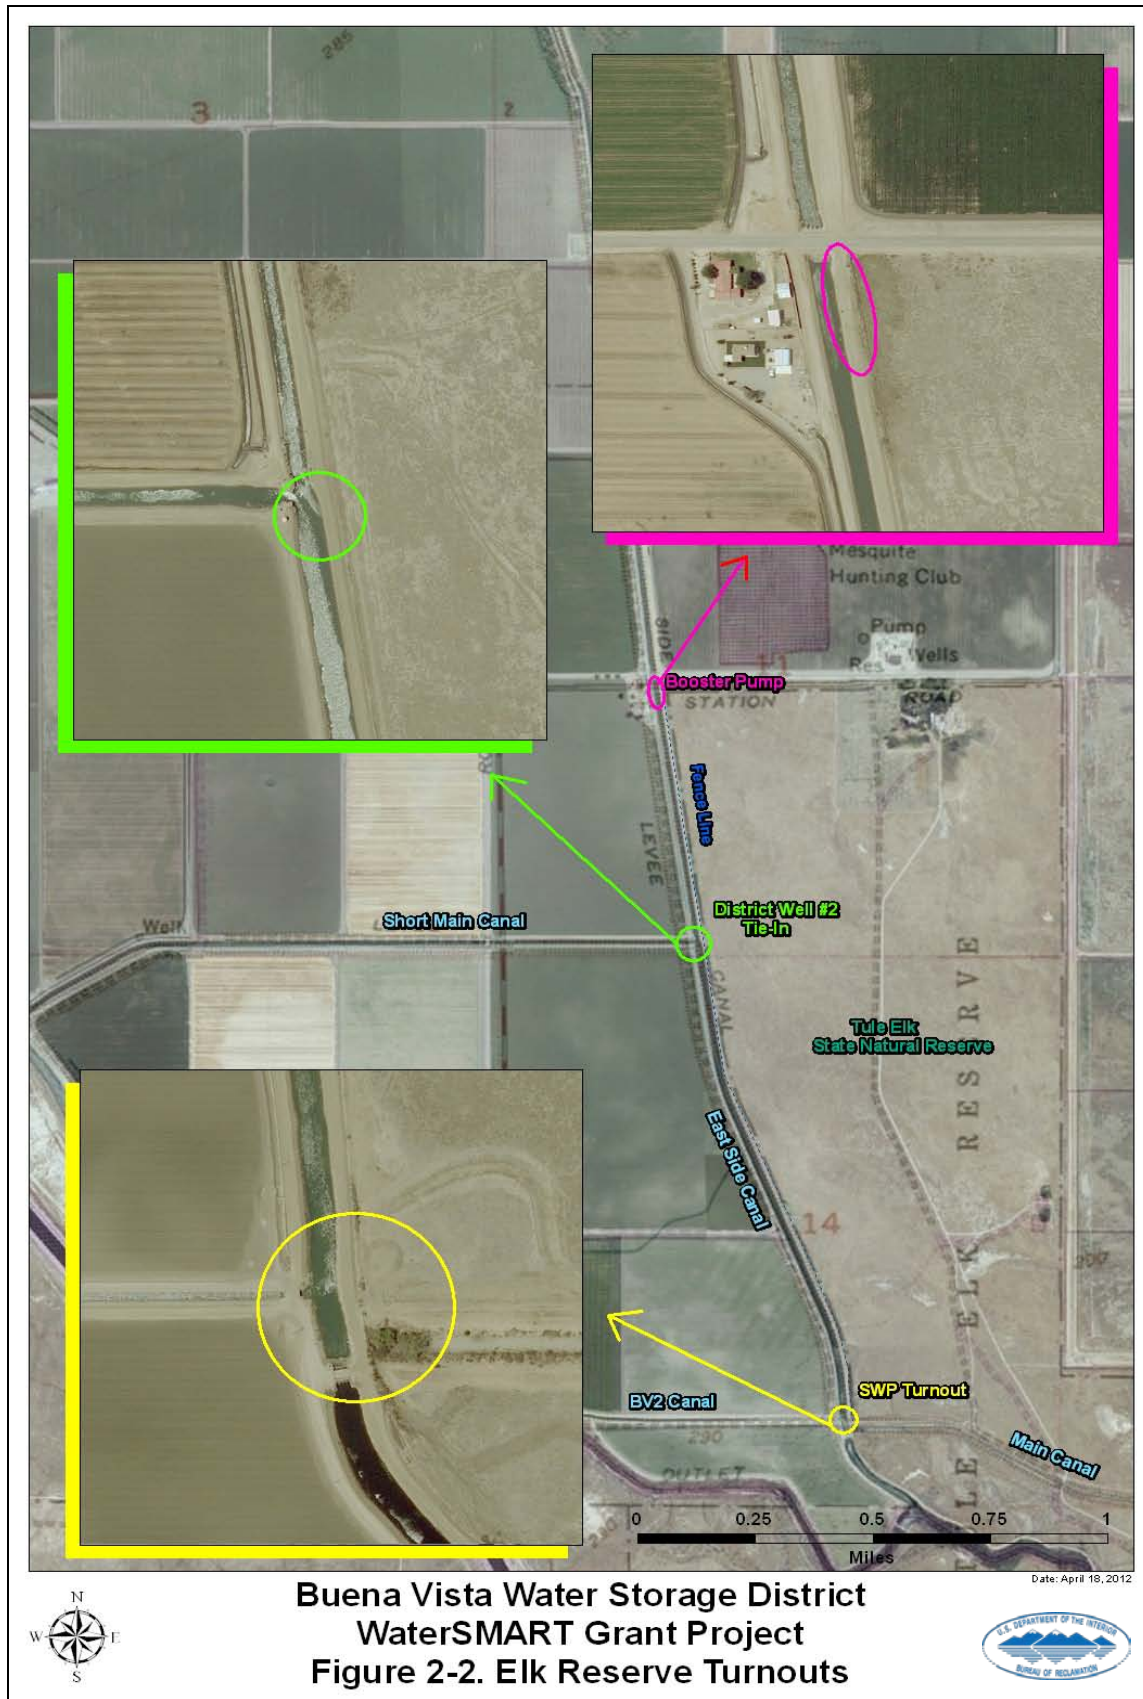 285
3
2
Mesquite
Hunting Club
Pump
Wells
SIDE
11
Booster Pump
STATION
ROAD
Fence Line
LEVEE
District Well #2
Tie-In
Well
Short Main Canal
CANAL
RESERVE
Tule Elk
State Natural Reserve
East Side Canal
14
ELK
290
SWP Turnout
BV2 Canal
290
Main Canal
OUTLET
0 0.25 0.5 0.75 1
Miles
Date: April 18, 2012
N
W E
S
Buena Vista Water Storage District
WaterSMART Grant Project
Figure 2-2. Elk Reserve Turnouts
U.S. DEPARTMENT OF THE INTERIOR
BUREAU OF RECLAMATION